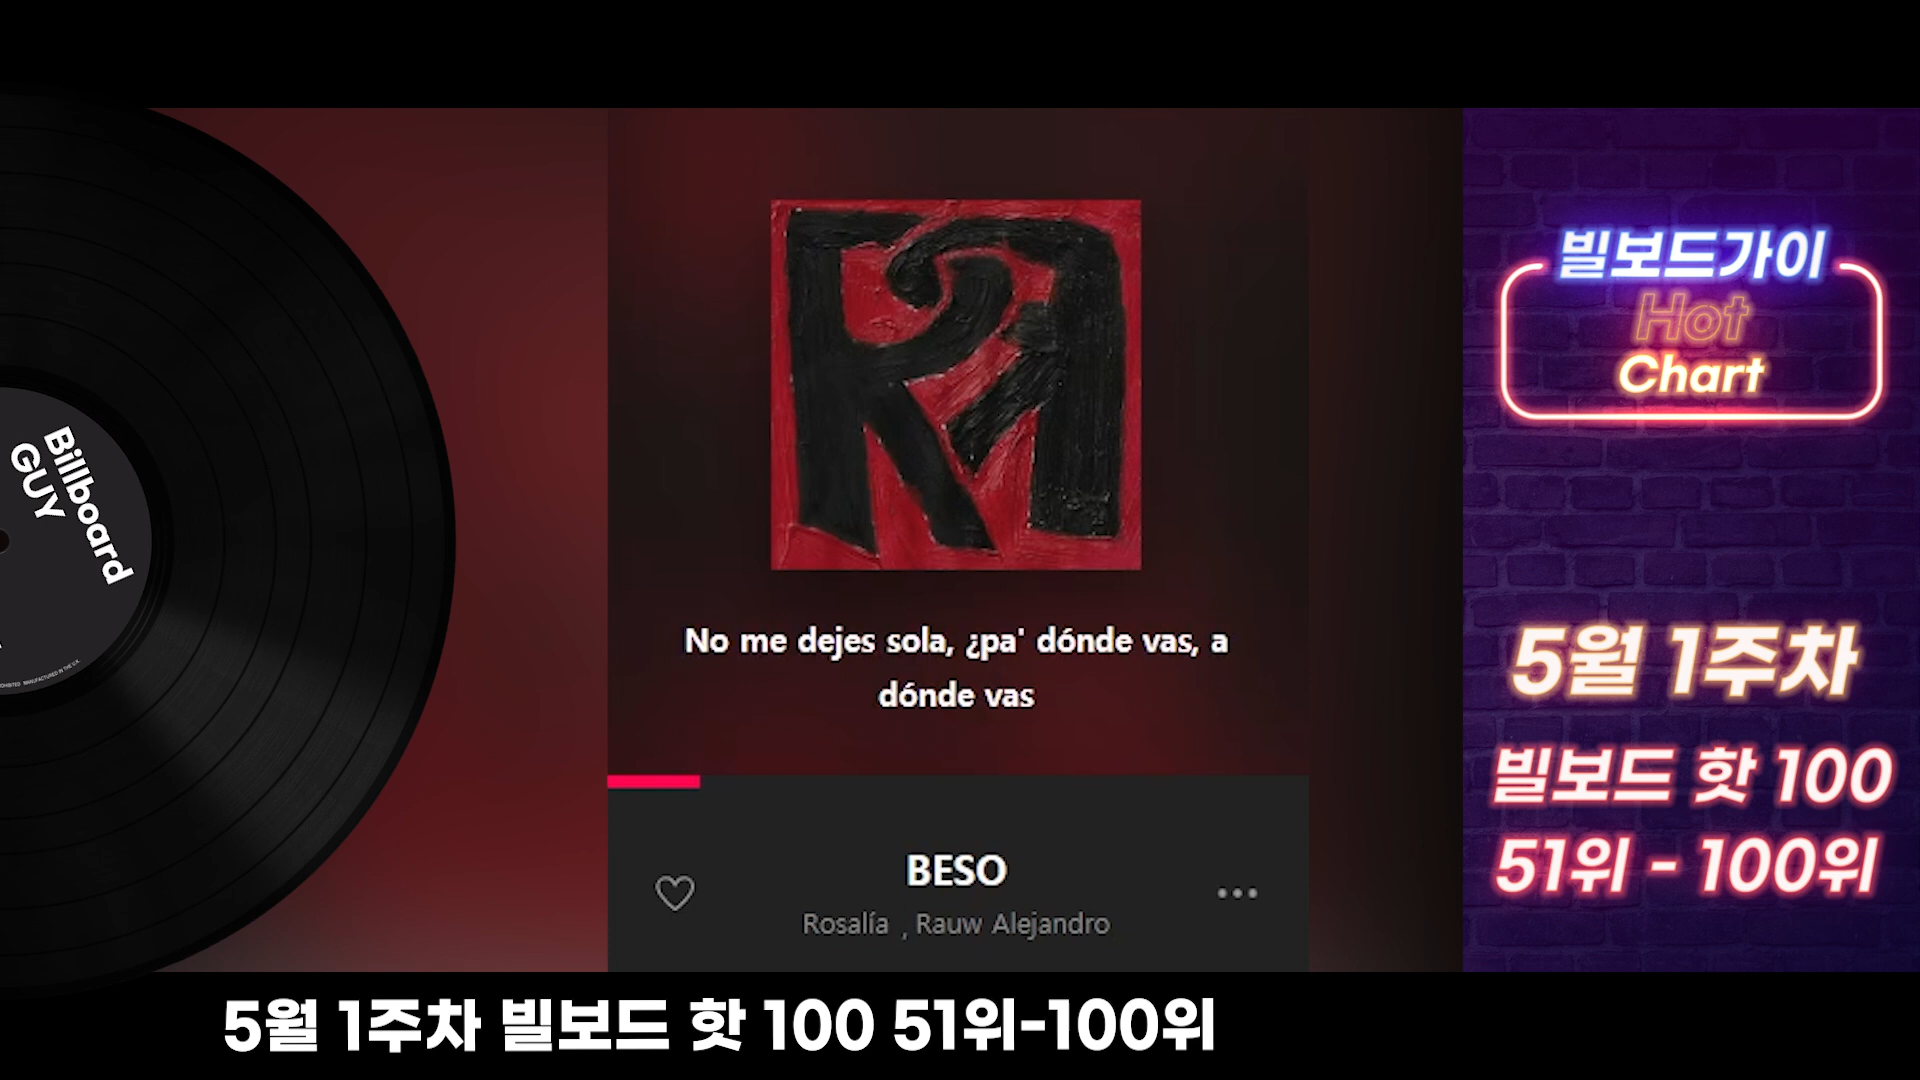 Billboard
GUY
No me dejes sola, ¿pa' dónde vas, a
dónde vas
BESO
Rosalía , Rauw Alejandro
빌보드가이
Hot
Chart
5월 1주차
빌보드 핫 100
51위 - 100위
5월 1주차 빌보드 핫 100 51위-100위